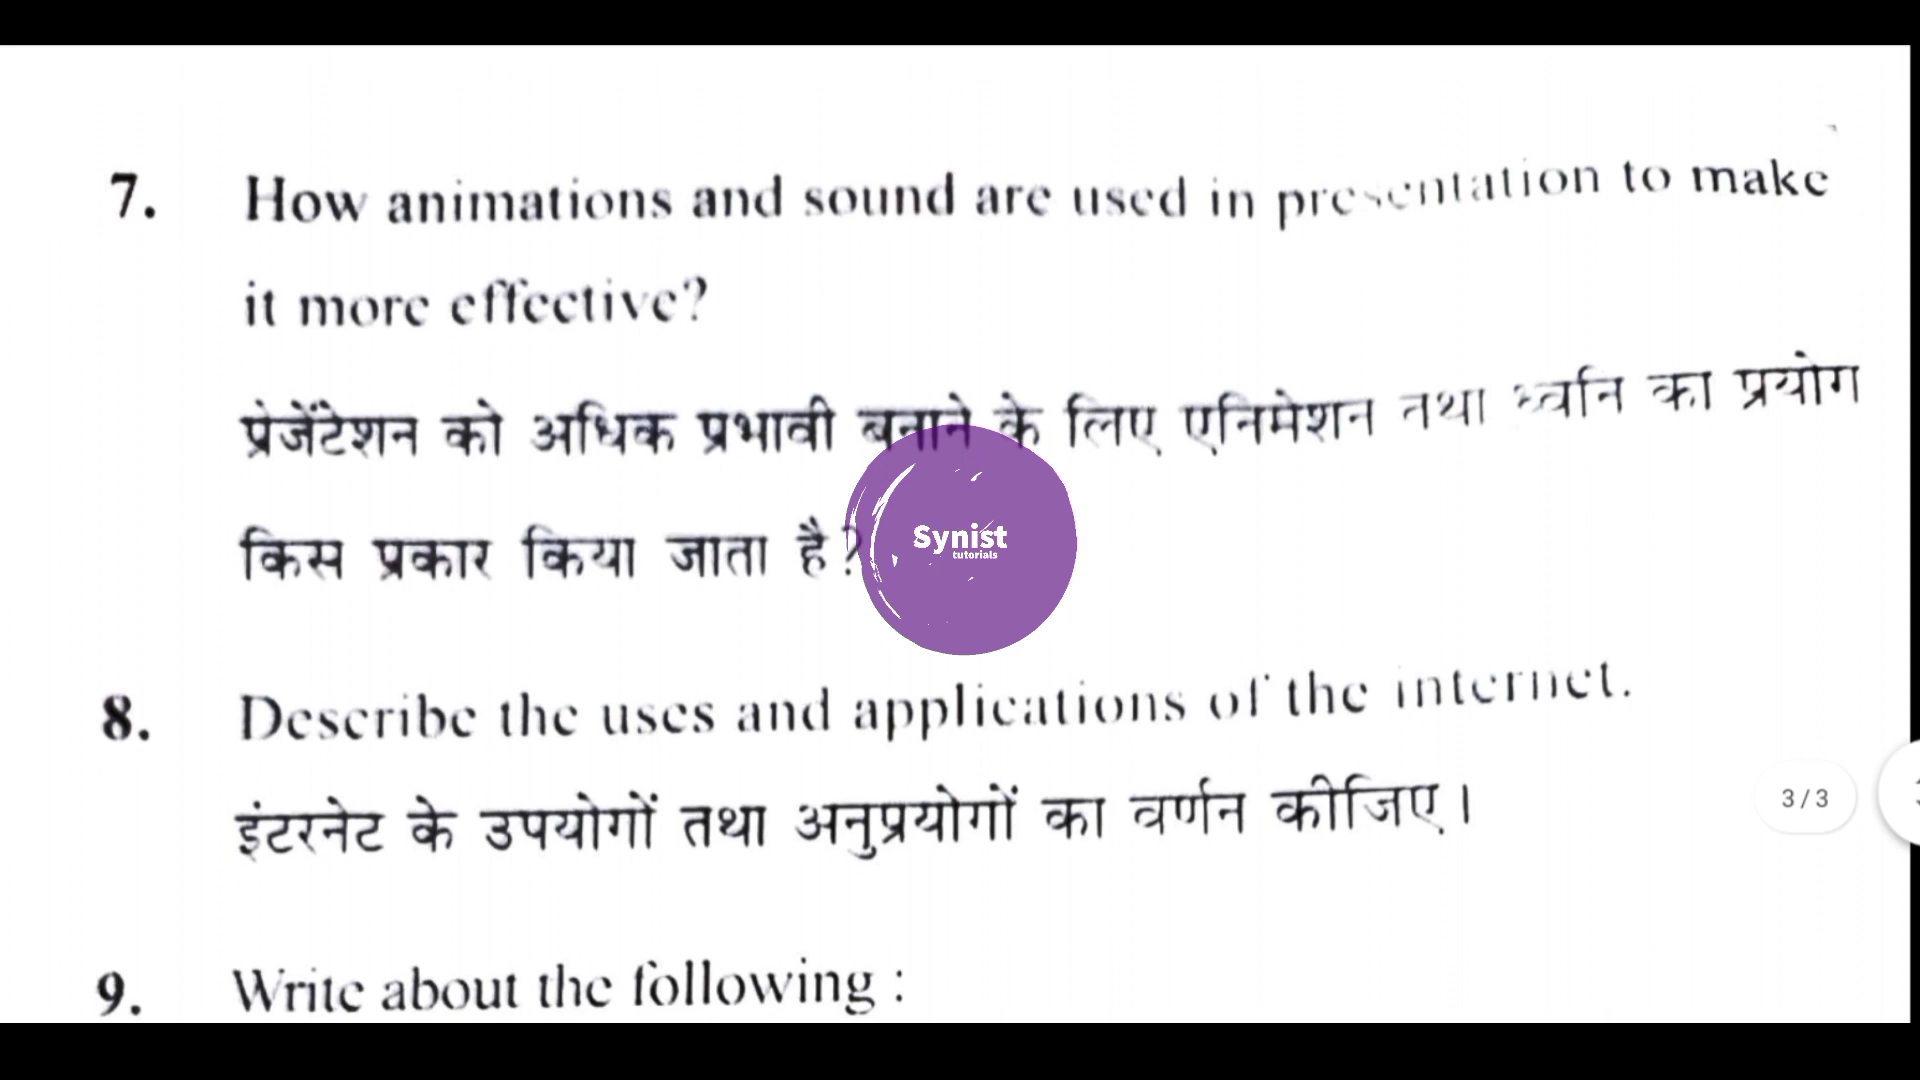 7. How animations and sound are used in presentation to make
it more effective?
प्रेजेंटेशन को अधिक प्रभावी बनाने के लिए एनिमेशन तथा ध्वनि का प्रयोग
किस प्रकार किया जाता है?
Synist
tutorials
8. Describe the uses and applications of the internet.
3/3
इंटरनेट के उपयोगों तथा अनुप्रयोगों का वर्णन कीजिए।
9. Write about the following :